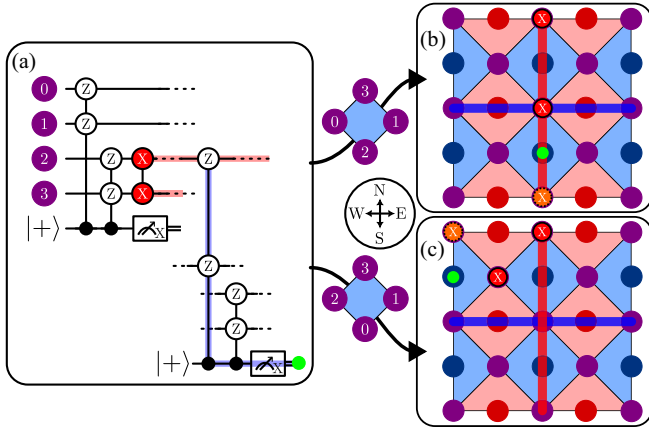 (a)
0 Z
1 Z
2 Z X Z
3 Z X
|+⟩ X
Z
Z
Z
|+⟩ X
3
0 1
2
N
W E
S
3
2 1
0
(b)
X
X
X
(c)
X X
X